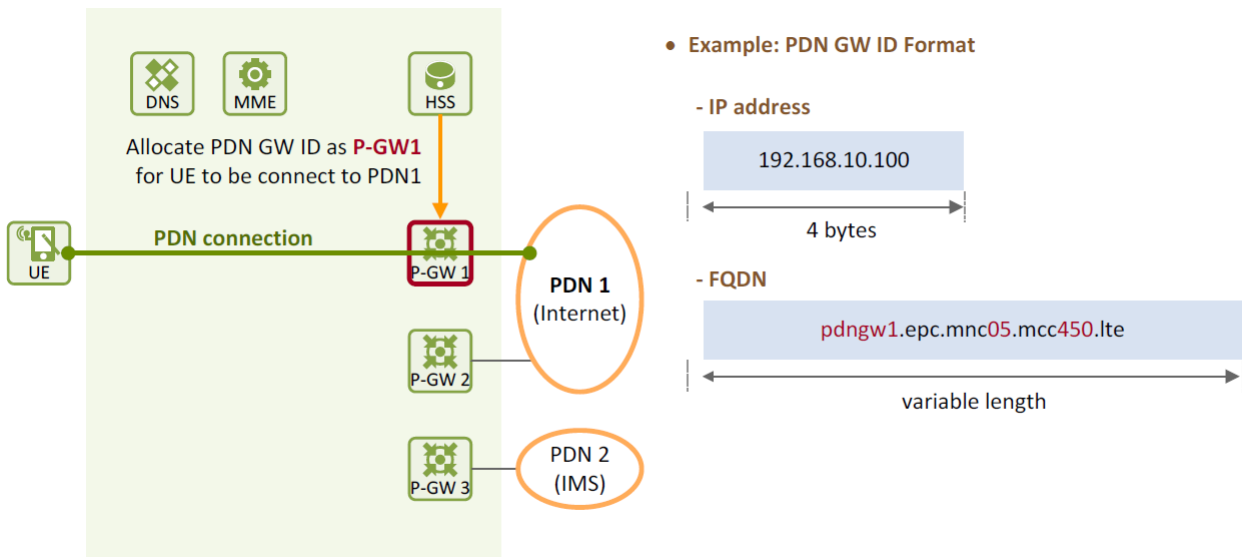 DNS
MME
HSS
Allocate PDN GW ID as P-GW1
for UE to be connect to PDN1
UE
PDN connection
P-GW 1
PDN 1
(Internet)
P-GW 2
P-GW 3
PDN 2
(IMS)
• Example: PDN GW ID Format
- IP address
192.168.10.100
4 bytes
- FQDN
pdngw1.epc.mnc05.mcc450.lte
variable length